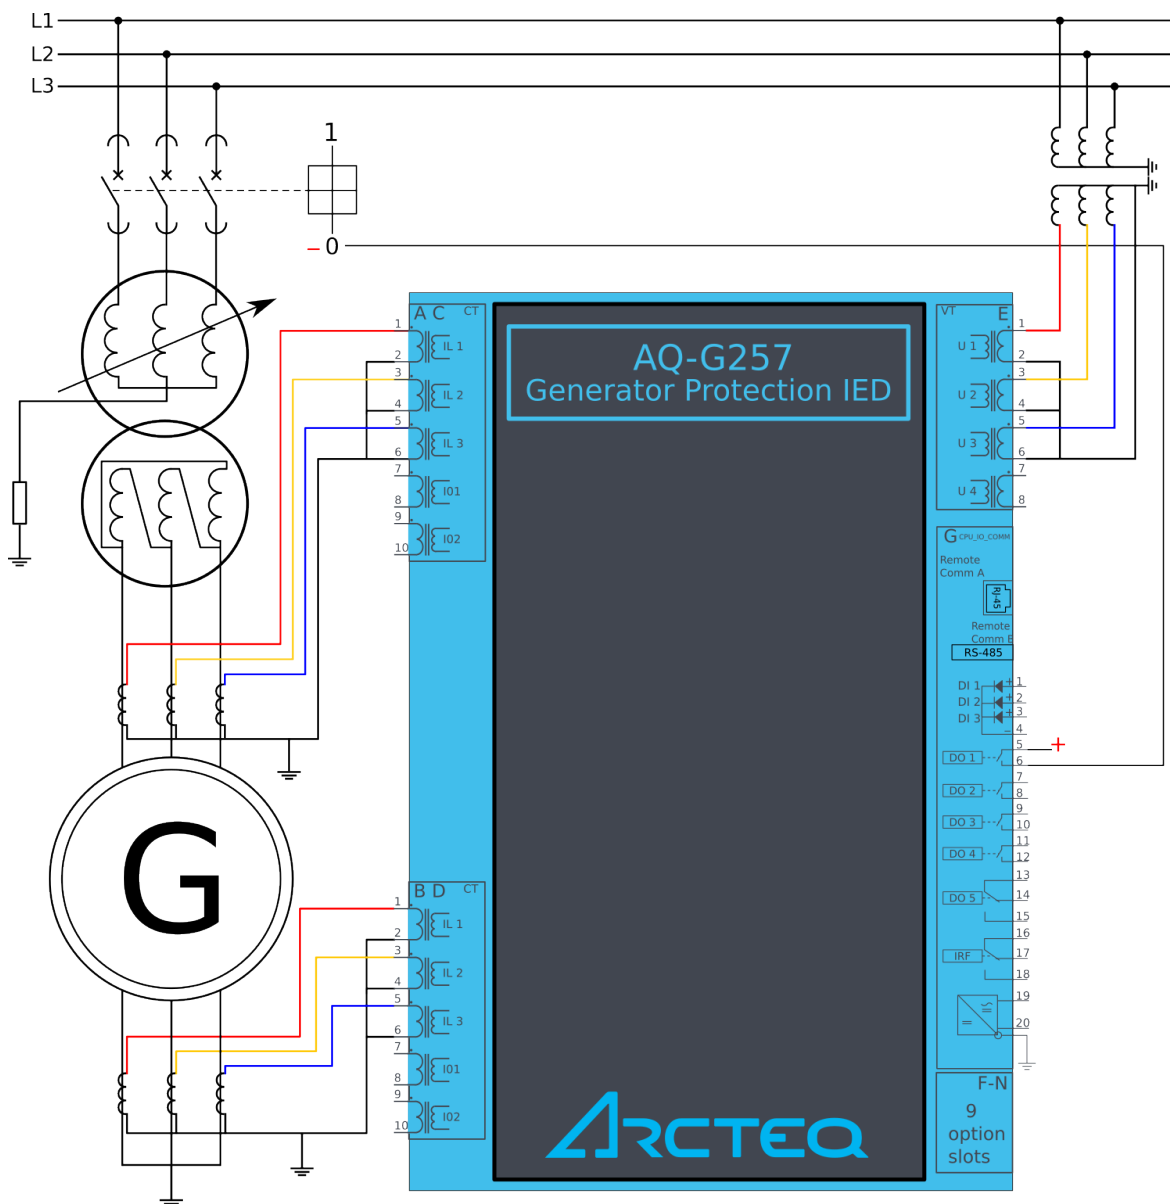 L1
L2
L3
1
– 0
A C CT
1
IL 1
2
3
IL 2
4
5
IL 3
6
7
I01
8
9
I02
10
AQ-G257
Generator Protection IED
VT E
1
U 1
2
3
U 2
4
5
U 3
6
7
U 4
8
G CPU_IO_COMM
Remote
Comm A
RJ-45
Remote
Comm B
RS-485
DI 1 + 1
DI 2 + 2
DI 3 + 3
– 4
5 +
DO 1 6
7
DO 2 8
9
DO 3 10
11
DO 4 12
13
DO 5 14
15
16
IRF 17
18
19
20
G
B D CT
1
IL 1
2
3
IL 2
4
5
IL 3
6
7
I01
8
9
I02
10
F-N
9
option
slots
ARCTEQ